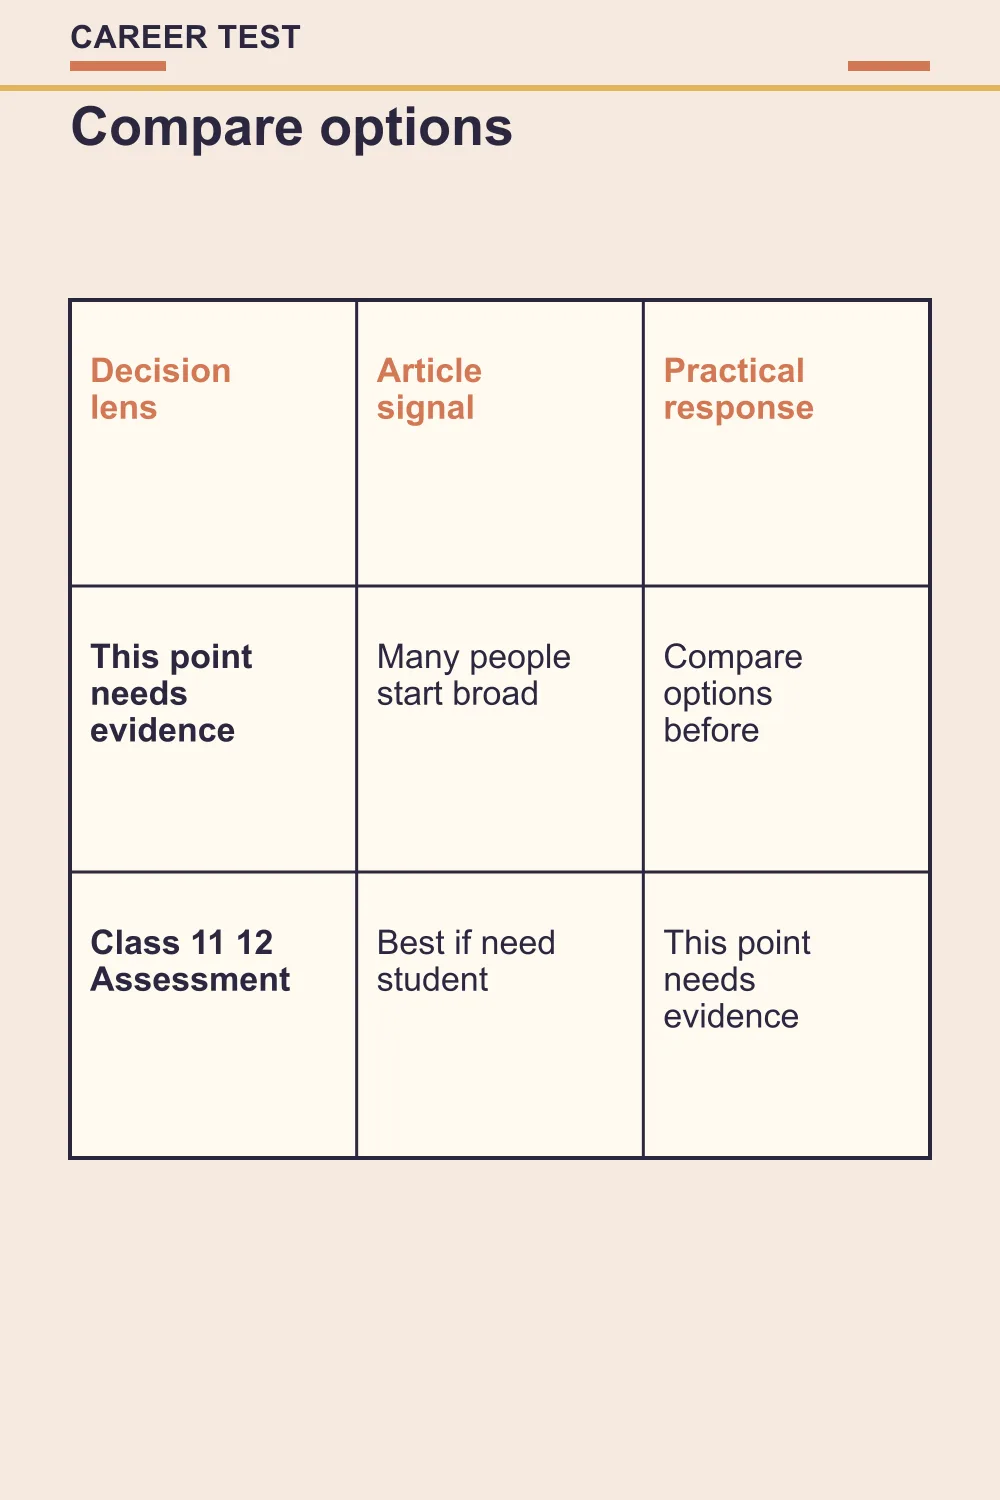 CAREER TEST
Compare options
Decision
lens
Article
signal
Practical
response
This point
needs
evidence
Many people
start broad
Compare
options
before
Class 11 12
Assessment
Best if need
student
This point
needs
evidence